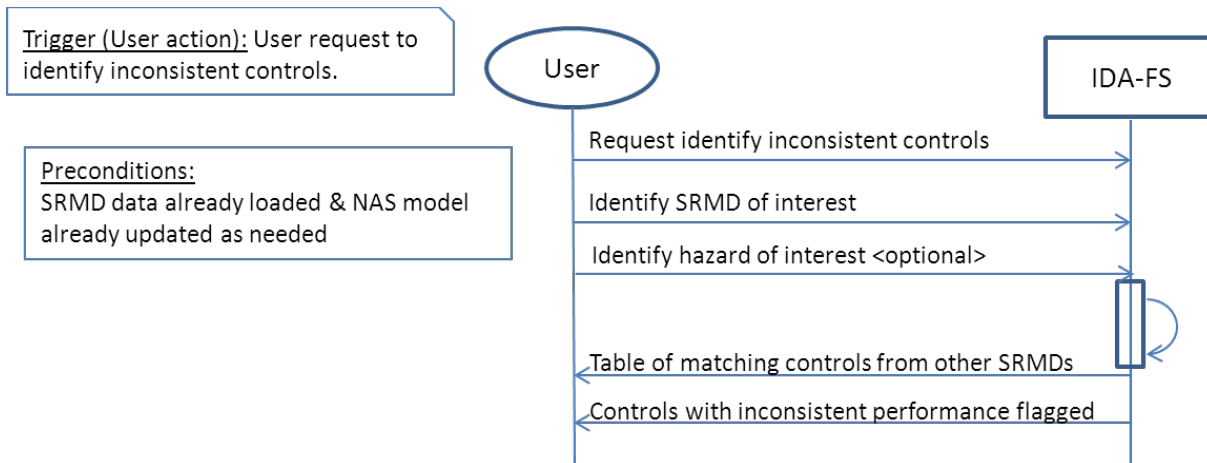 Trigger (User action): User request to
identify inconsistent controls.
User
IDA-FS
Request identify inconsistent controls
Preconditions:
SRMD data already loaded & NAS model
already updated as needed
Identify SRMD of interest
Identify hazard of interest <optional>
Table of matching controls from other SRMDs
Controls with inconsistent performance flagged